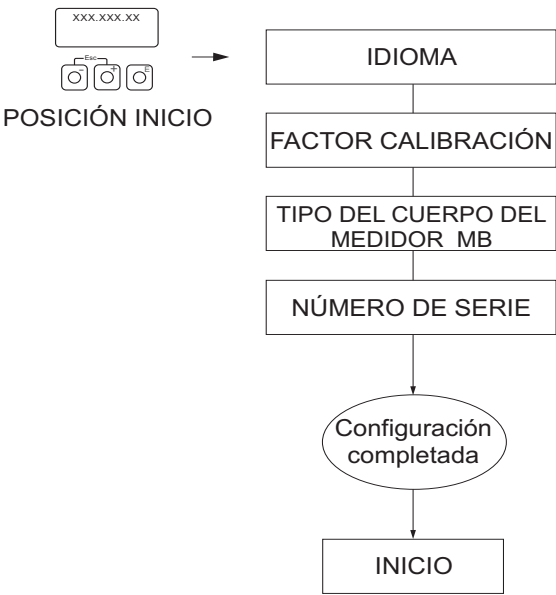 XXX.XXX.XX
Esc
- + E
POSICIÓN INICIO
IDIOMA
FACTOR CALIBRACIÓN
TIPO DEL CUERPO DEL
MEDIDOR MB
NÚMERO DE SERIE
Configuración
completada
INICIO